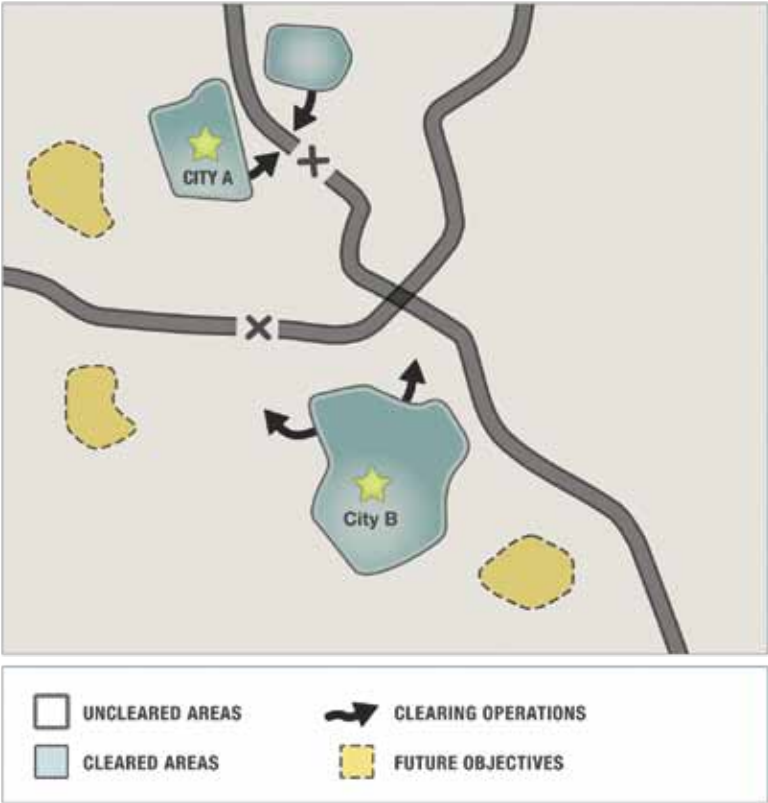 CITY A
City B
UNCLEARED AREAS
CLEARING OPERATIONS
CLEARED AREAS
FUTURE OBJECTIVES